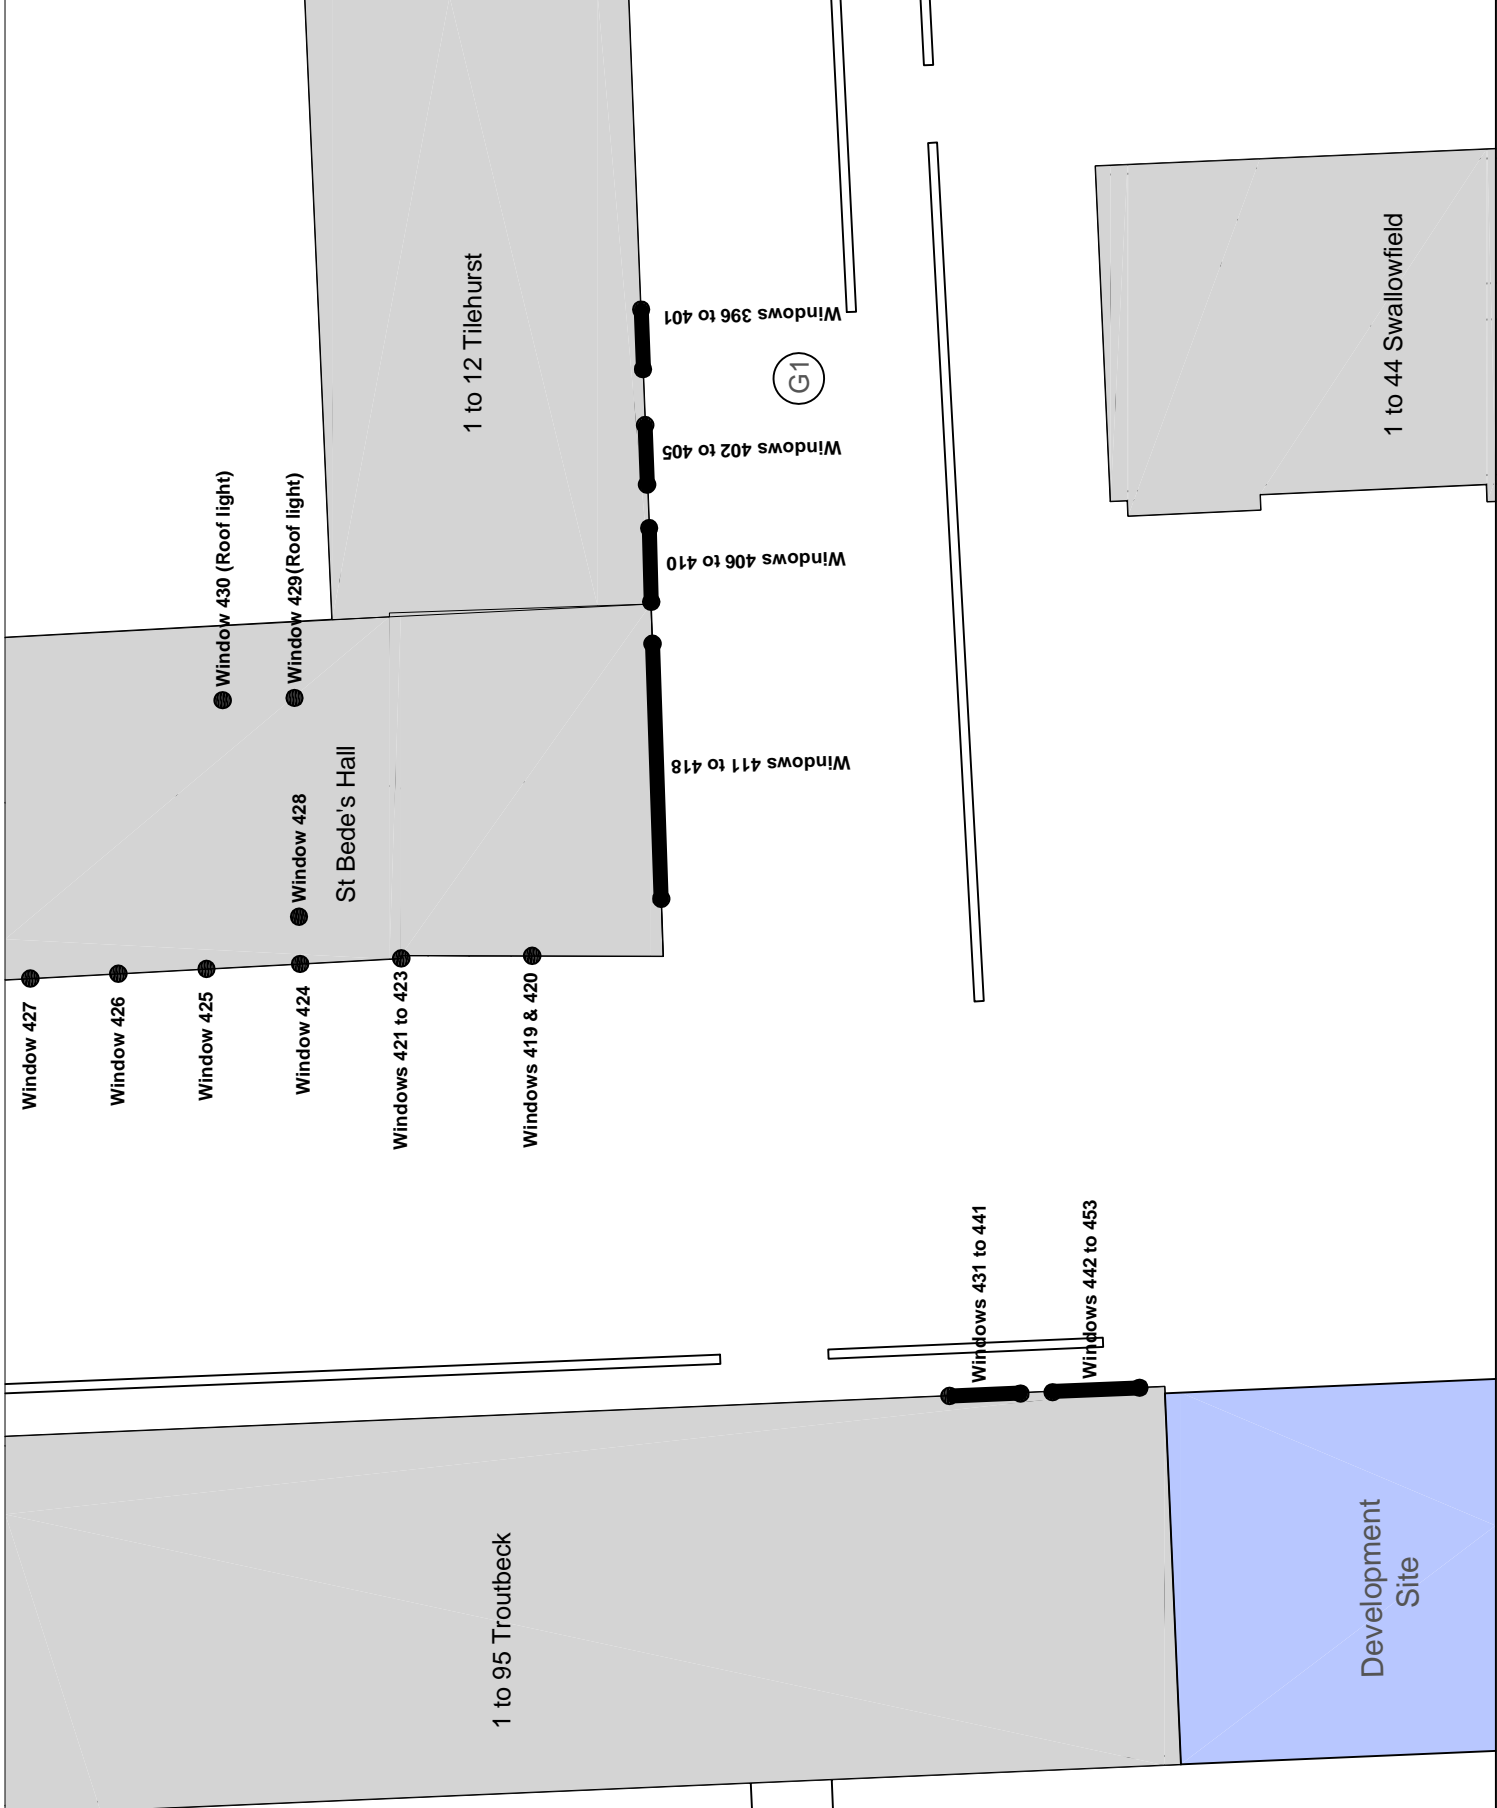 1 to 12 Tilehurst
Windows 396 to 401
G1
1 to 44 Swallowfield
Windows 402 to 405
Windows 406 to 410
Windows 411 to 418
Window 430 (Roof light)
Window 429(Roof light)
Window 428
St Bede's Hall
Window 427
Window 426
Window 425
Window 424
Windows 421 to 423
Windows 419 & 420
Windows 431 to 441
Windows 442 to 453
1 to 95 Troutbeck
Development
Site